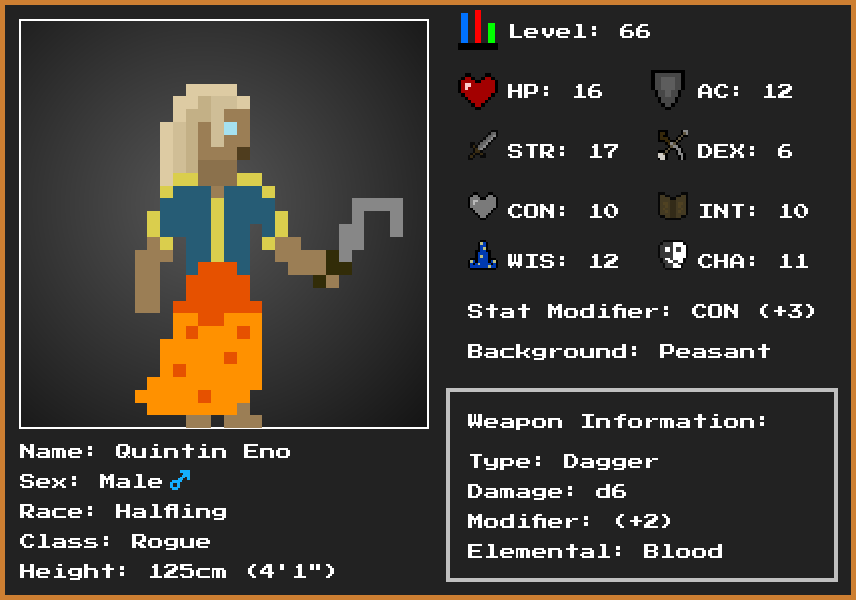 Level: 66
HP: 16 AC: 12
STR: 17 DEX: 6
CON: 10 INT: 10
WIS: 12 CHA: 11
Stat Modifier: CON (+3)
Background: Peasant
Weapon Information:
Type: Dagger
Damage: d6
Modifier: (+2)
Elemental: Blood
Name: Quintin Eno
Sex: Male ♂
Race: Halfling
Class: Rogue
Height: 125cm (4'1")